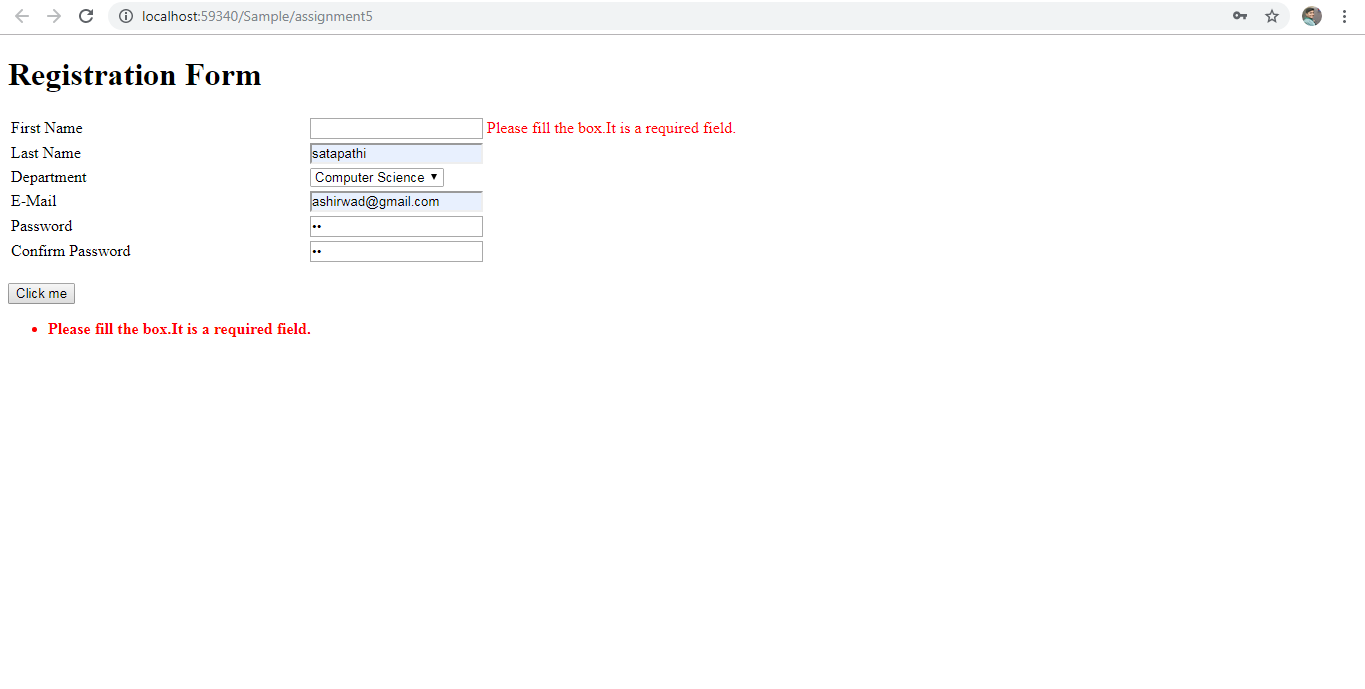 localhost:59340/Sample/assignment5
Registration Form
First Name Please fill the box.It is a required field.
Last Name satapathi
Department Computer Science
E-Mail ashirwad@gmail.com
Password ••
Confirm Password ••
Click me
• Please fill the box.It is a required field.